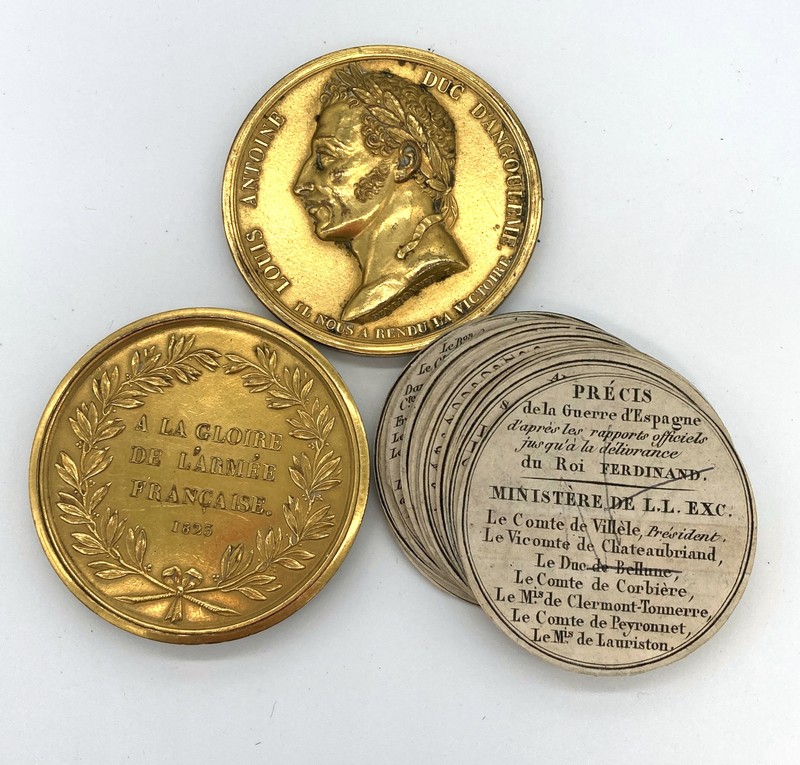 LOUIS ANTOINE DUC D'ANGOULEME.
IL NOUS A RENDU LA VICTOIRE.
A LA GLOIRE
DE L'ARMÉE
FRANÇAISE.
1823
PRÉCIS
de la Guerre d'Espagne
d'après les rapports officiels
jusqu'à la délivrance
du Roi FERDINAND.
MINISTÈRE DE L.L. EXC.
Le Comte de Villèle, Président.
Le Vicomte de Chateaubriand,
Le Duc de Bellune,
Le Comte de Corbière,
Le Mis de Clermont-Tonnerre,
Le Comte de Peyronnet,
Le Mis de Lauriston.
Le Bon